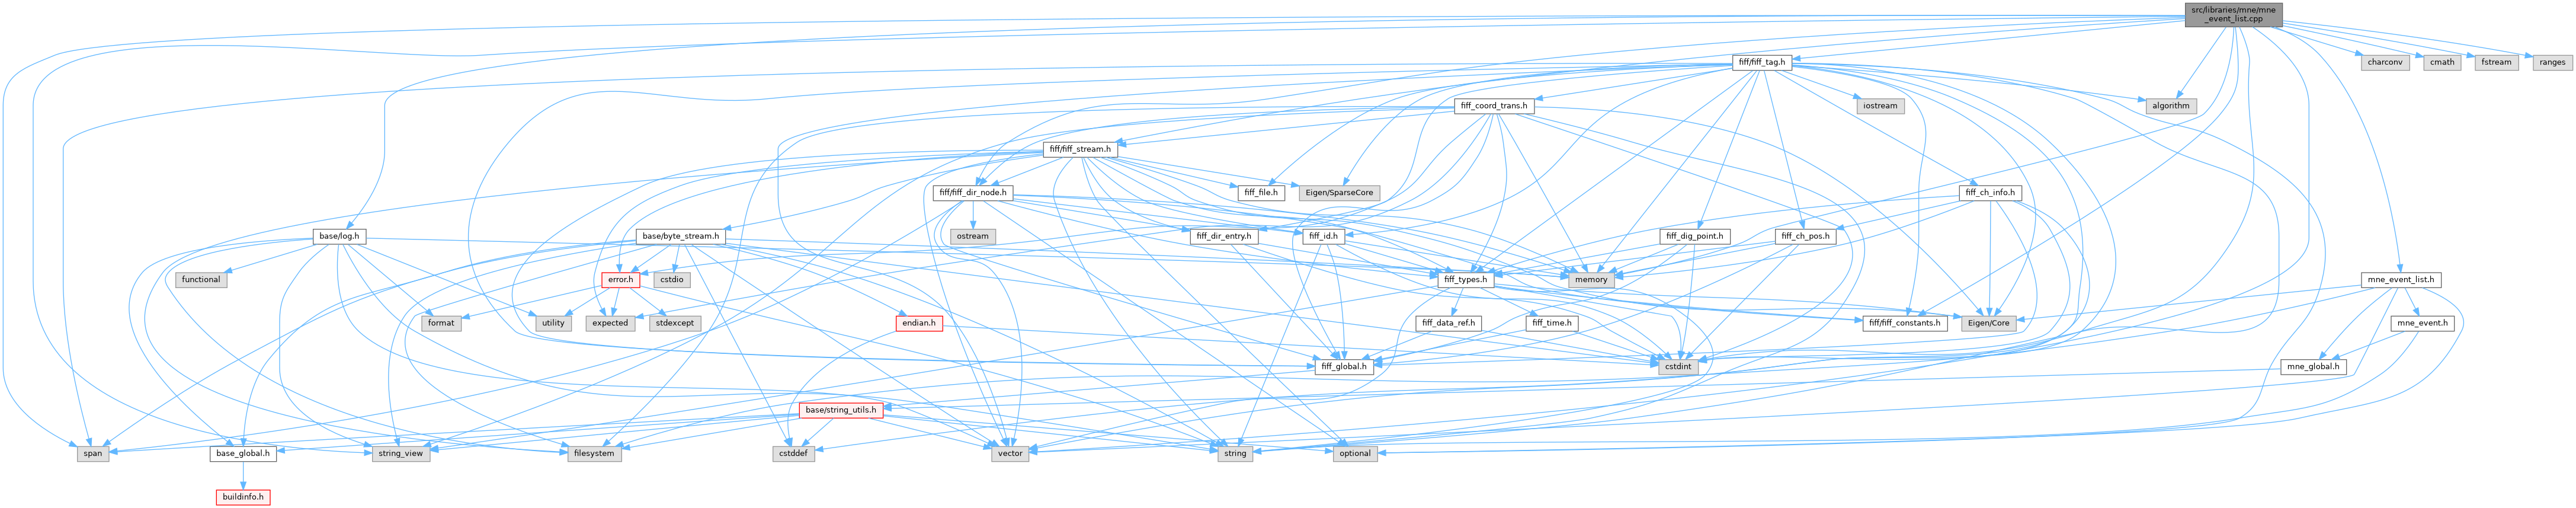 src/libraries/mne/mne
_event_list.cpp
fiff/fiff_tag.h
charconv
cmath
fstream
ranges
fiff_coord_trans.h
iostream
algorithm
fiff/fiff_stream.h
fiff/fiff_dir_node.h
fiff_file.h
Eigen/SparseCore
fiff_ch_info.h
base/log.h
base/byte_stream.h
ostream
fiff_dir_entry.h
fiff_id.h
fiff_dig_point.h
fiff_ch_pos.h
functional
error.h
cstdio
fiff_types.h
memory
mne_event_list.h
format
utility
expected
stdexcept
endian.h
fiff_data_ref.h
fiff_time.h
fiff/fiff_constants.h
Eigen/Core
mne_event.h
fiff_global.h
cstdint
mne_global.h
base/string_utils.h
span
base_global.h
string_view
filesystem
cstddef
vector
string
optional
buildinfo.h